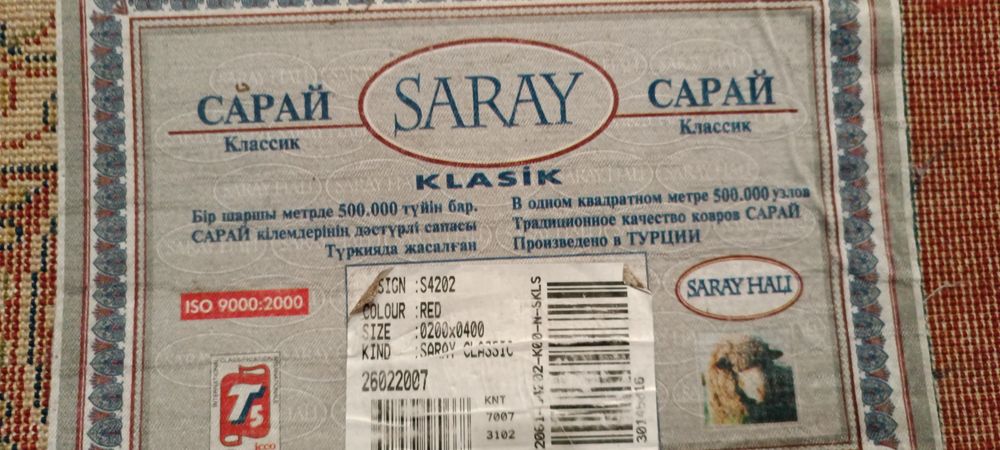 САРАЙ
Классик
SARAY
САРАЙ
Классик
KLASİK
Бір шаршы метрде 500.000 түйін бар.
САРАЙ кілемдерінің дәстүрлі сапасы
Түркияда жасалған
В одном квадратном метре 500.000 узлов
Традиционное качество ковров САРАЙ
Произведено в ТУРЦИИ
ISO 9000:2000
SIGN :S4202
COLOUR :RED
SIZE :0200x0400
KIND :SARAY CLASSIC
26022007
KNT
7007
3102
SARAY HALI
T5
icco